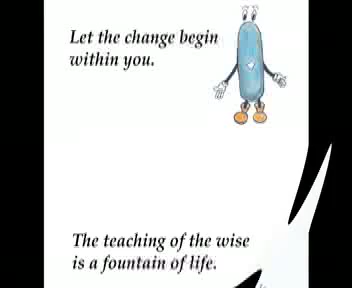 Let the change begin
within you.
The teaching of the wise
is a fountain of life.